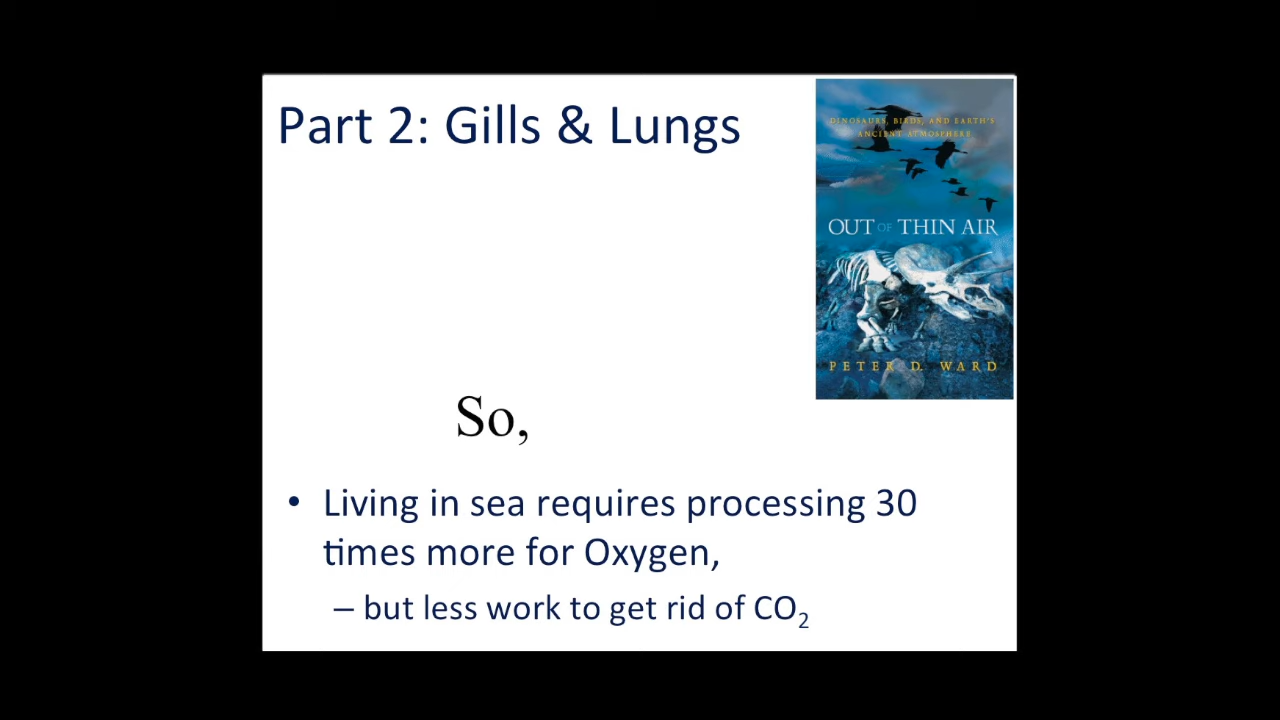 Part 2: Gills & Lungs
DINOSAURS, BIRDS, AND EARTH'S
ANCIENT ATMOSPHERE
OUT OF THIN AIR
PETER D. WARD
So,
• Living in sea requires processing 30
times more for Oxygen,
– but less work to get rid of CO₂